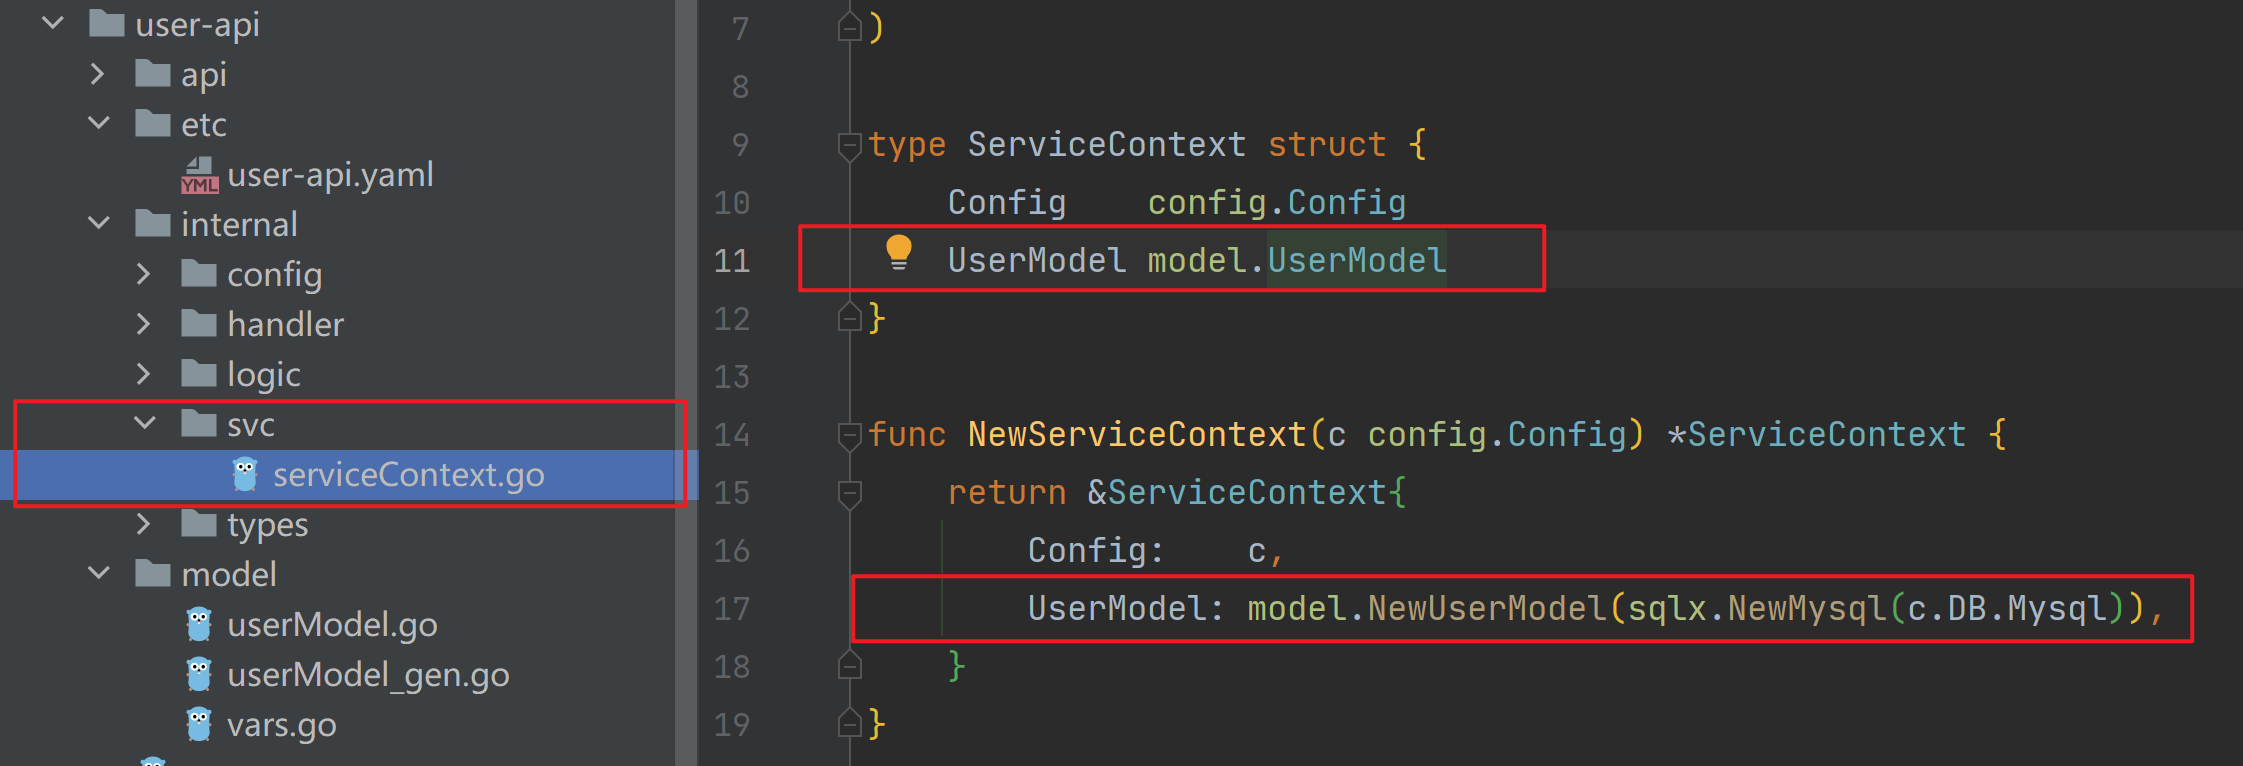 user-api
api
etc
YML user-api.yaml
internal
config
handler
logic
svc
serviceContext.go
types
model
userModel.go
userModel_gen.go
vars.go
7 )
8
9 type ServiceContext struct {
10 Config config.Config
11 UserModel model.UserModel
12 }
13
14 func NewServiceContext(c config.Config) *ServiceContext {
15 return &ServiceContext{
16 Config: c,
17 UserModel: model.NewUserModel(sqlx.NewMysql(c.DB.Mysql)),
18 }
19 }